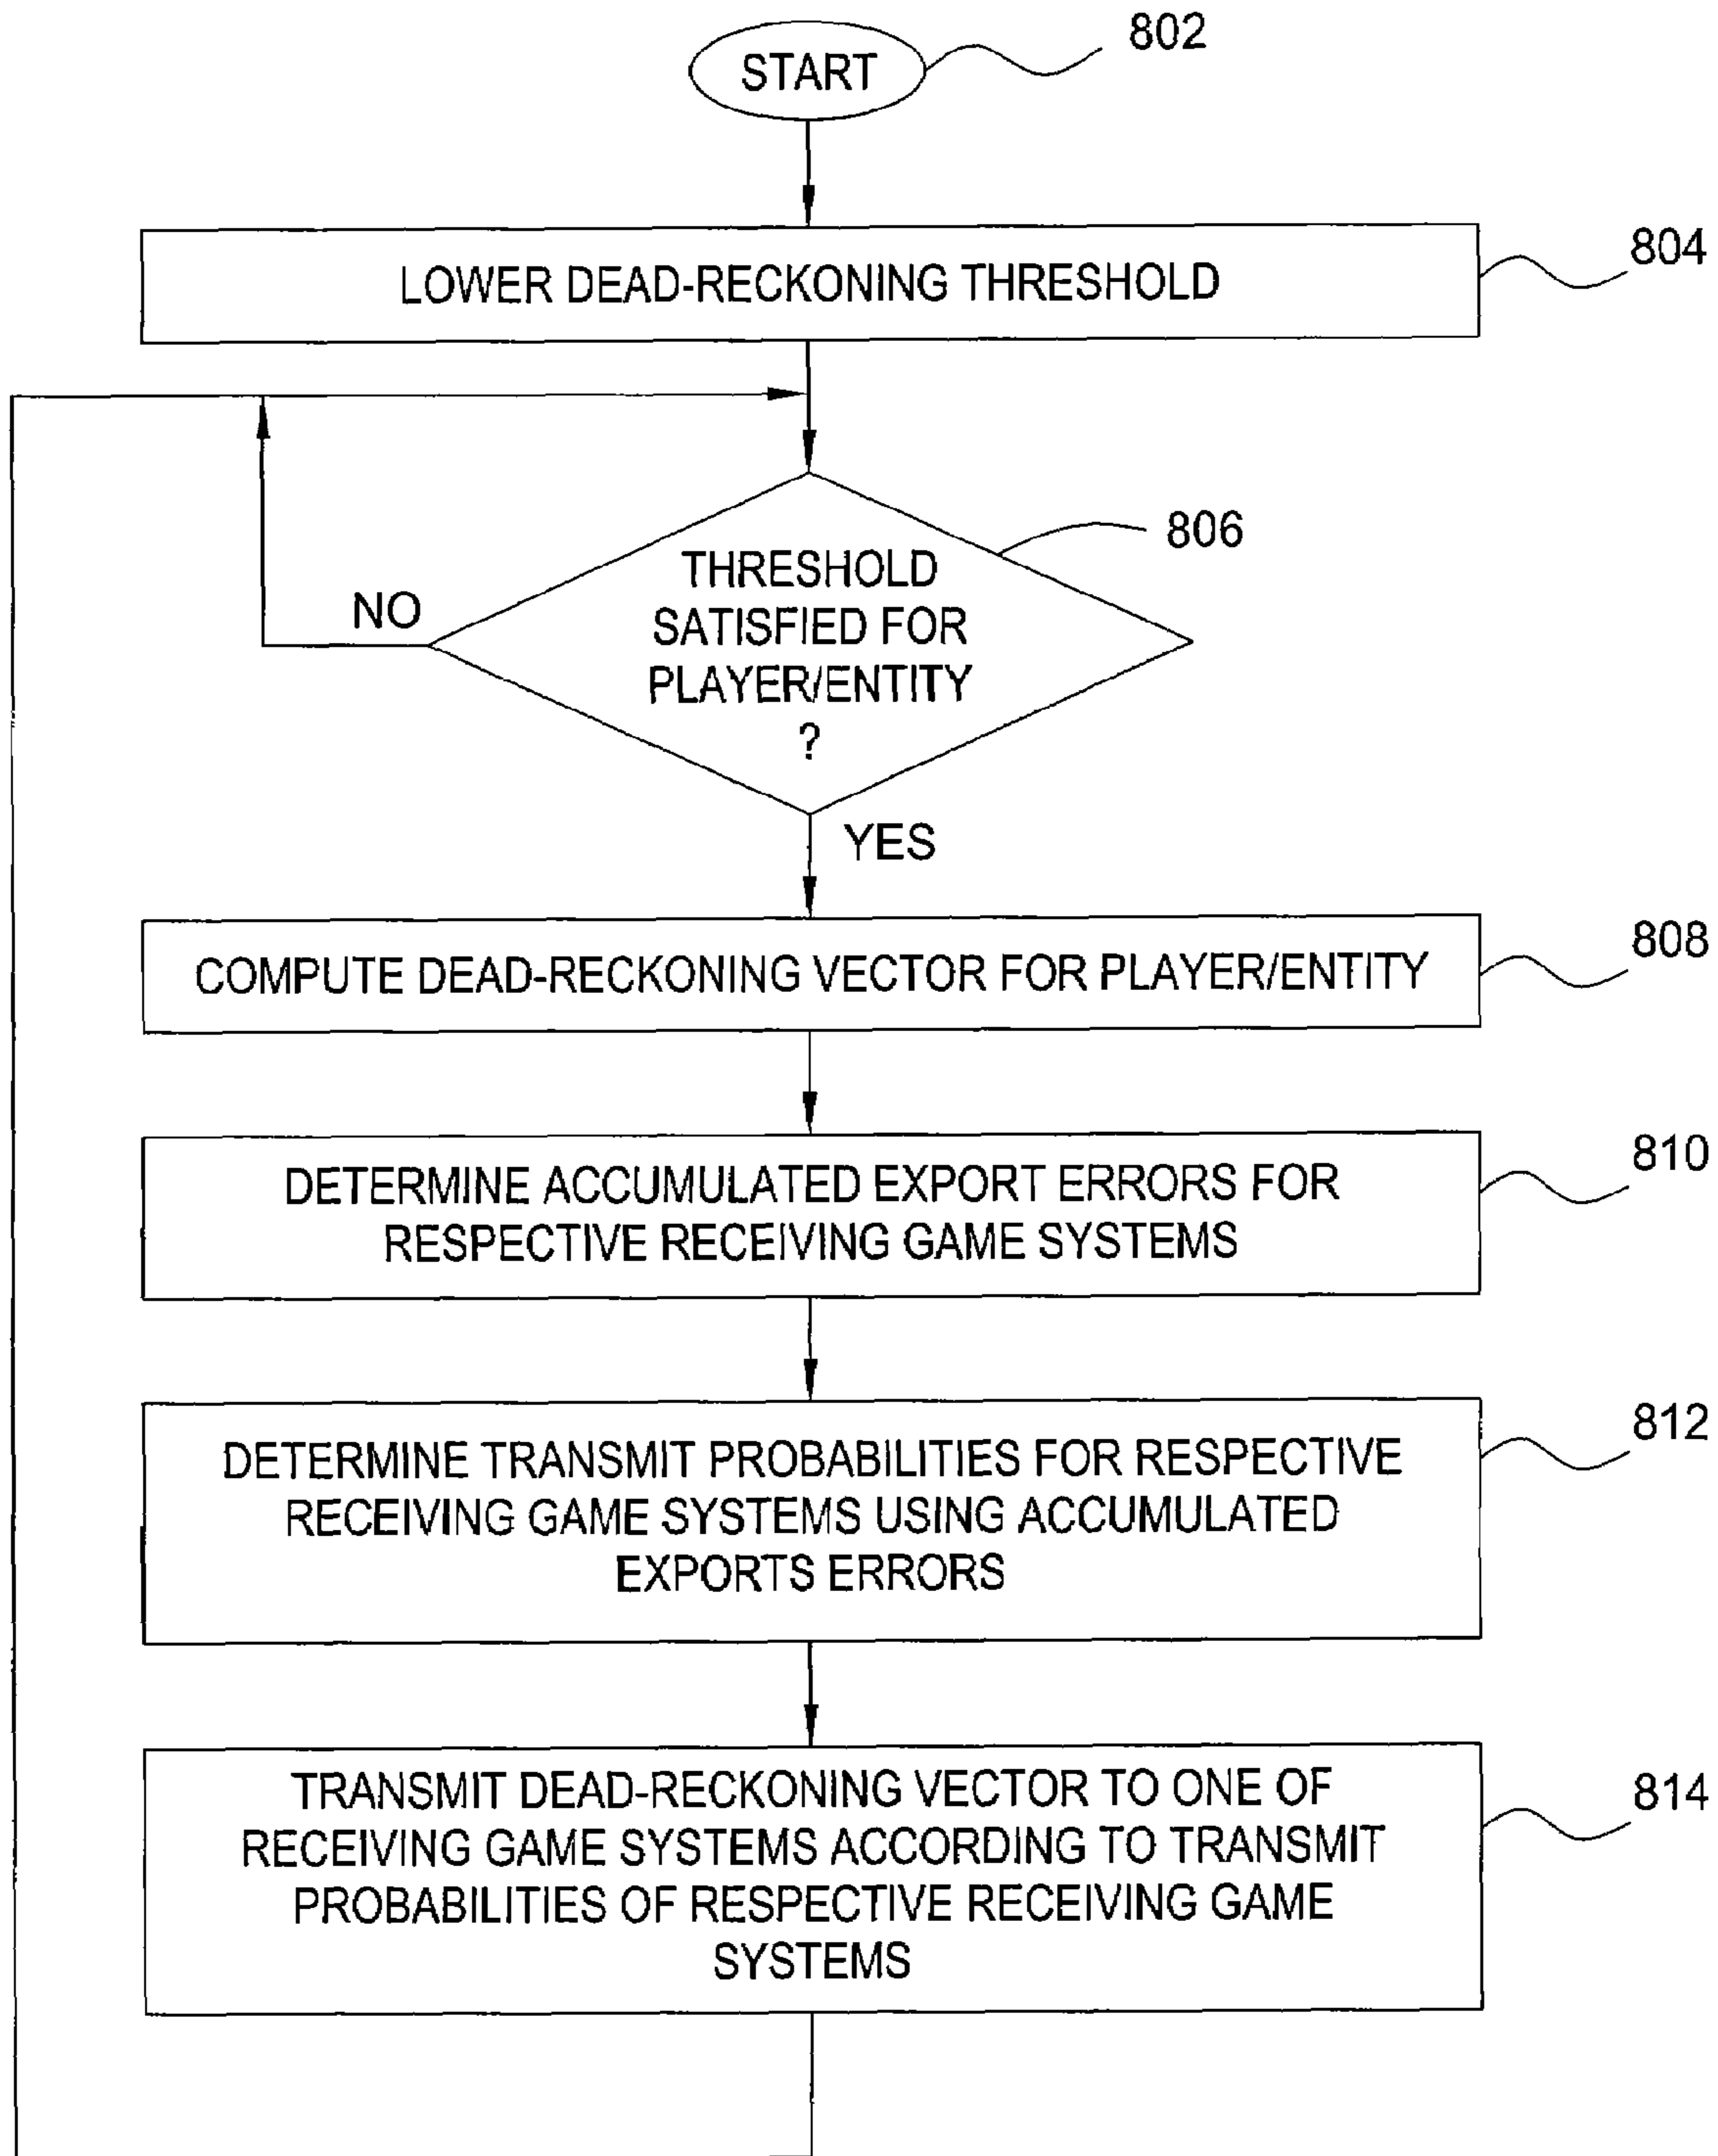 START
802
LOWER DEAD-RECKONING THRESHOLD
804
THRESHOLD
SATISFIED FOR
PLAYER/ENTITY
?
806
NO
YES
COMPUTE DEAD-RECKONING VECTOR FOR PLAYER/ENTITY
808
DETERMINE ACCUMULATED EXPORT ERRORS FOR
RESPECTIVE RECEIVING GAME SYSTEMS
810
DETERMINE TRANSMIT PROBABILITIES FOR RESPECTIVE
RECEIVING GAME SYSTEMS USING ACCUMULATED
EXPORTS ERRORS
812
TRANSMIT DEAD-RECKONING VECTOR TO ONE OF
RECEIVING GAME SYSTEMS ACCORDING TO TRANSMIT
PROBABILITIES OF RESPECTIVE RECEIVING GAME
SYSTEMS
814